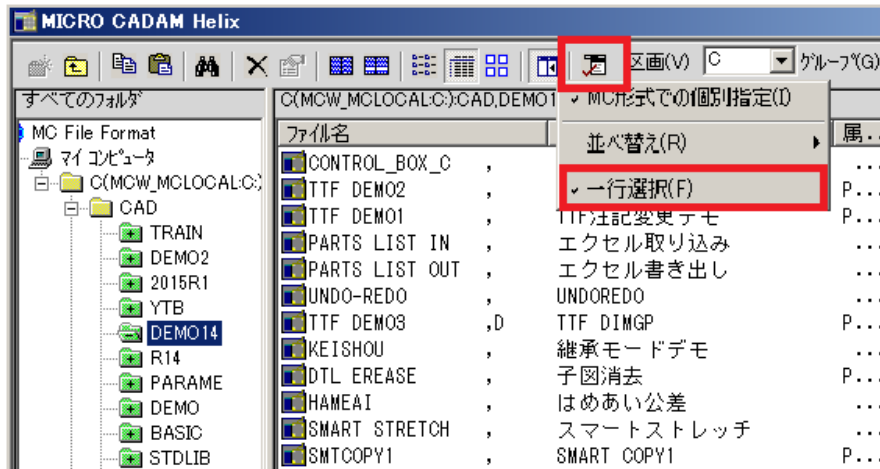 MICRO CADAM Helix
区画(V) C グループ(G)
すべてのフォルダ
C(MCW_MCLOCAL:C:):CAD,DEMO1
MC形式での個別指定(I)
並べ替え(R)
一行選択(F)
MC File Format
マイ コンピュータ
C(MCW_MCLOCAL:C:)
CAD
TRAIN
DEMO2
2015R1
YTB
DEMO14
R14
PARAME
DEMO
BASIC
STDLIB
ファイル名 属...
CONTROL_BOX_C , ...
TTF DEMO2 , P...
TTF DEMO1 , TTF注記変更デモ P...
PARTS LIST IN , エクセル取り込み ...
PARTS LIST OUT , エクセル書き出し ...
UNDO-REDO , UNDOREDO ...
TTF DEMO3 ,D TTF DIMGP P...
KEISHOU , 継承モードデモ ...
DTL EREASE , 子図消去 P...
HAMEAI , はめあい公差 ...
SMART STRETCH , スマートストレッチ ...
SMTCOPY1 , SMART COPY1 P...